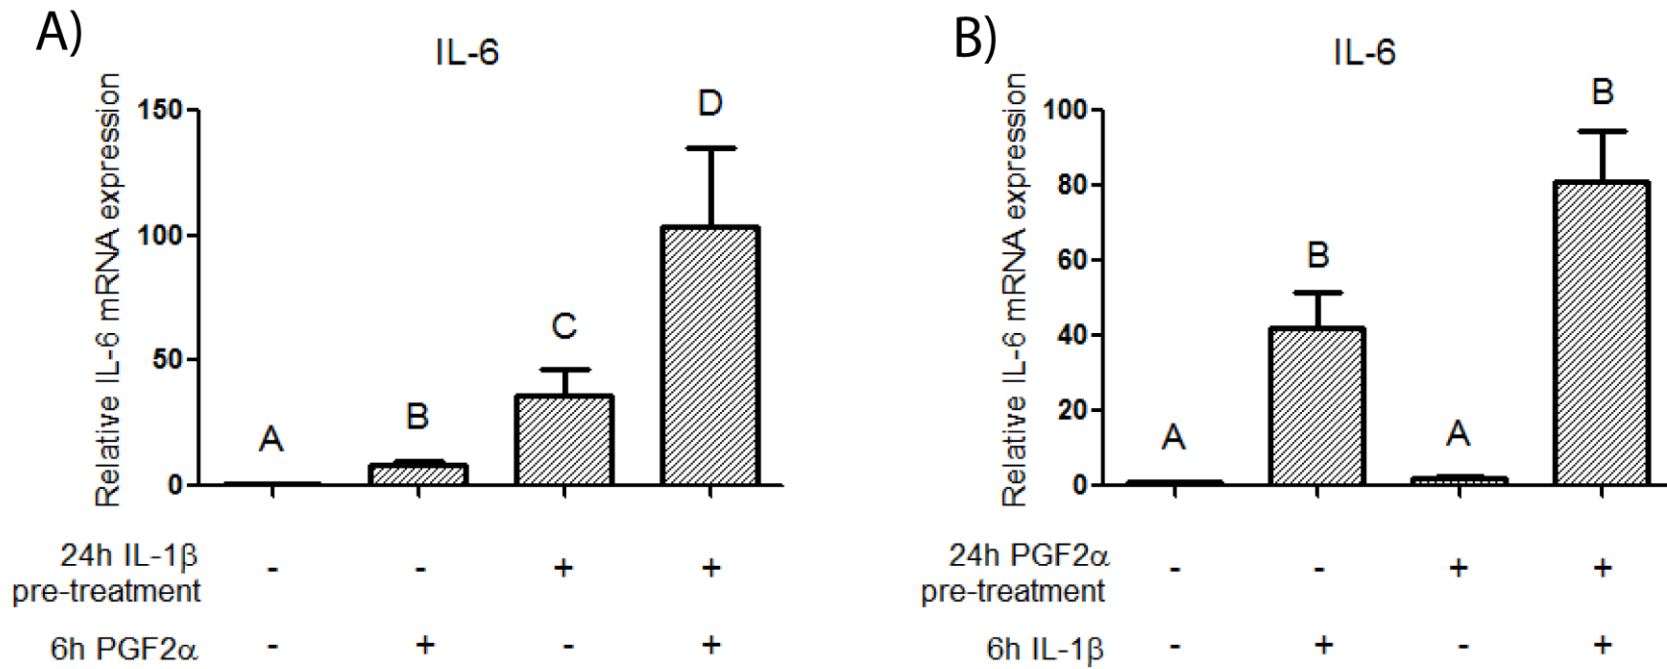 A)
IL-6
Relative IL-6 mRNA expression
150
100
50
0
A
B
C
D
24h IL-1β - - + +
pre-treatment
6h PGF2α - + - +
B)
IL-6
Relative IL-6 mRNA expression
100
80
60
40
20
0
A
B
A
B
24h PGF2α - - + +
pre-treatment
6h IL-1β - + - +